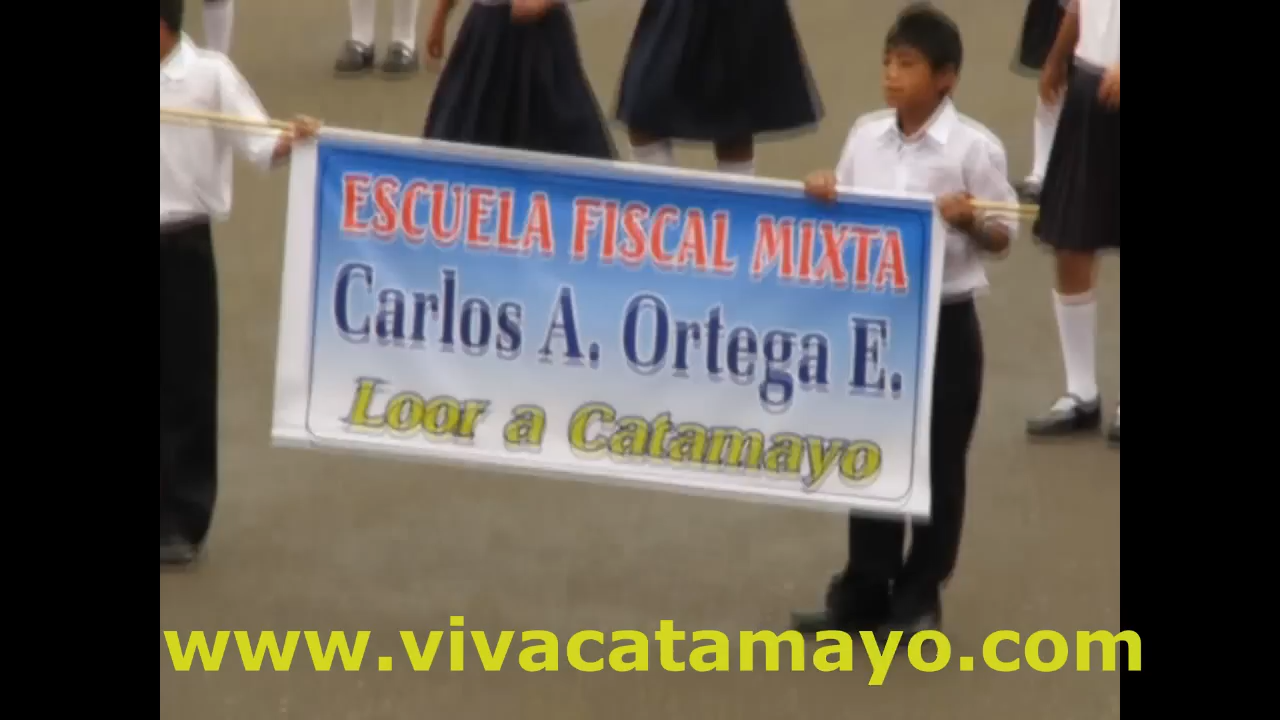 ESCUELA FISCAL MIXTA
Carlos A. Ortega E.
Loor a Catamayo
www.vivacatamayo.com